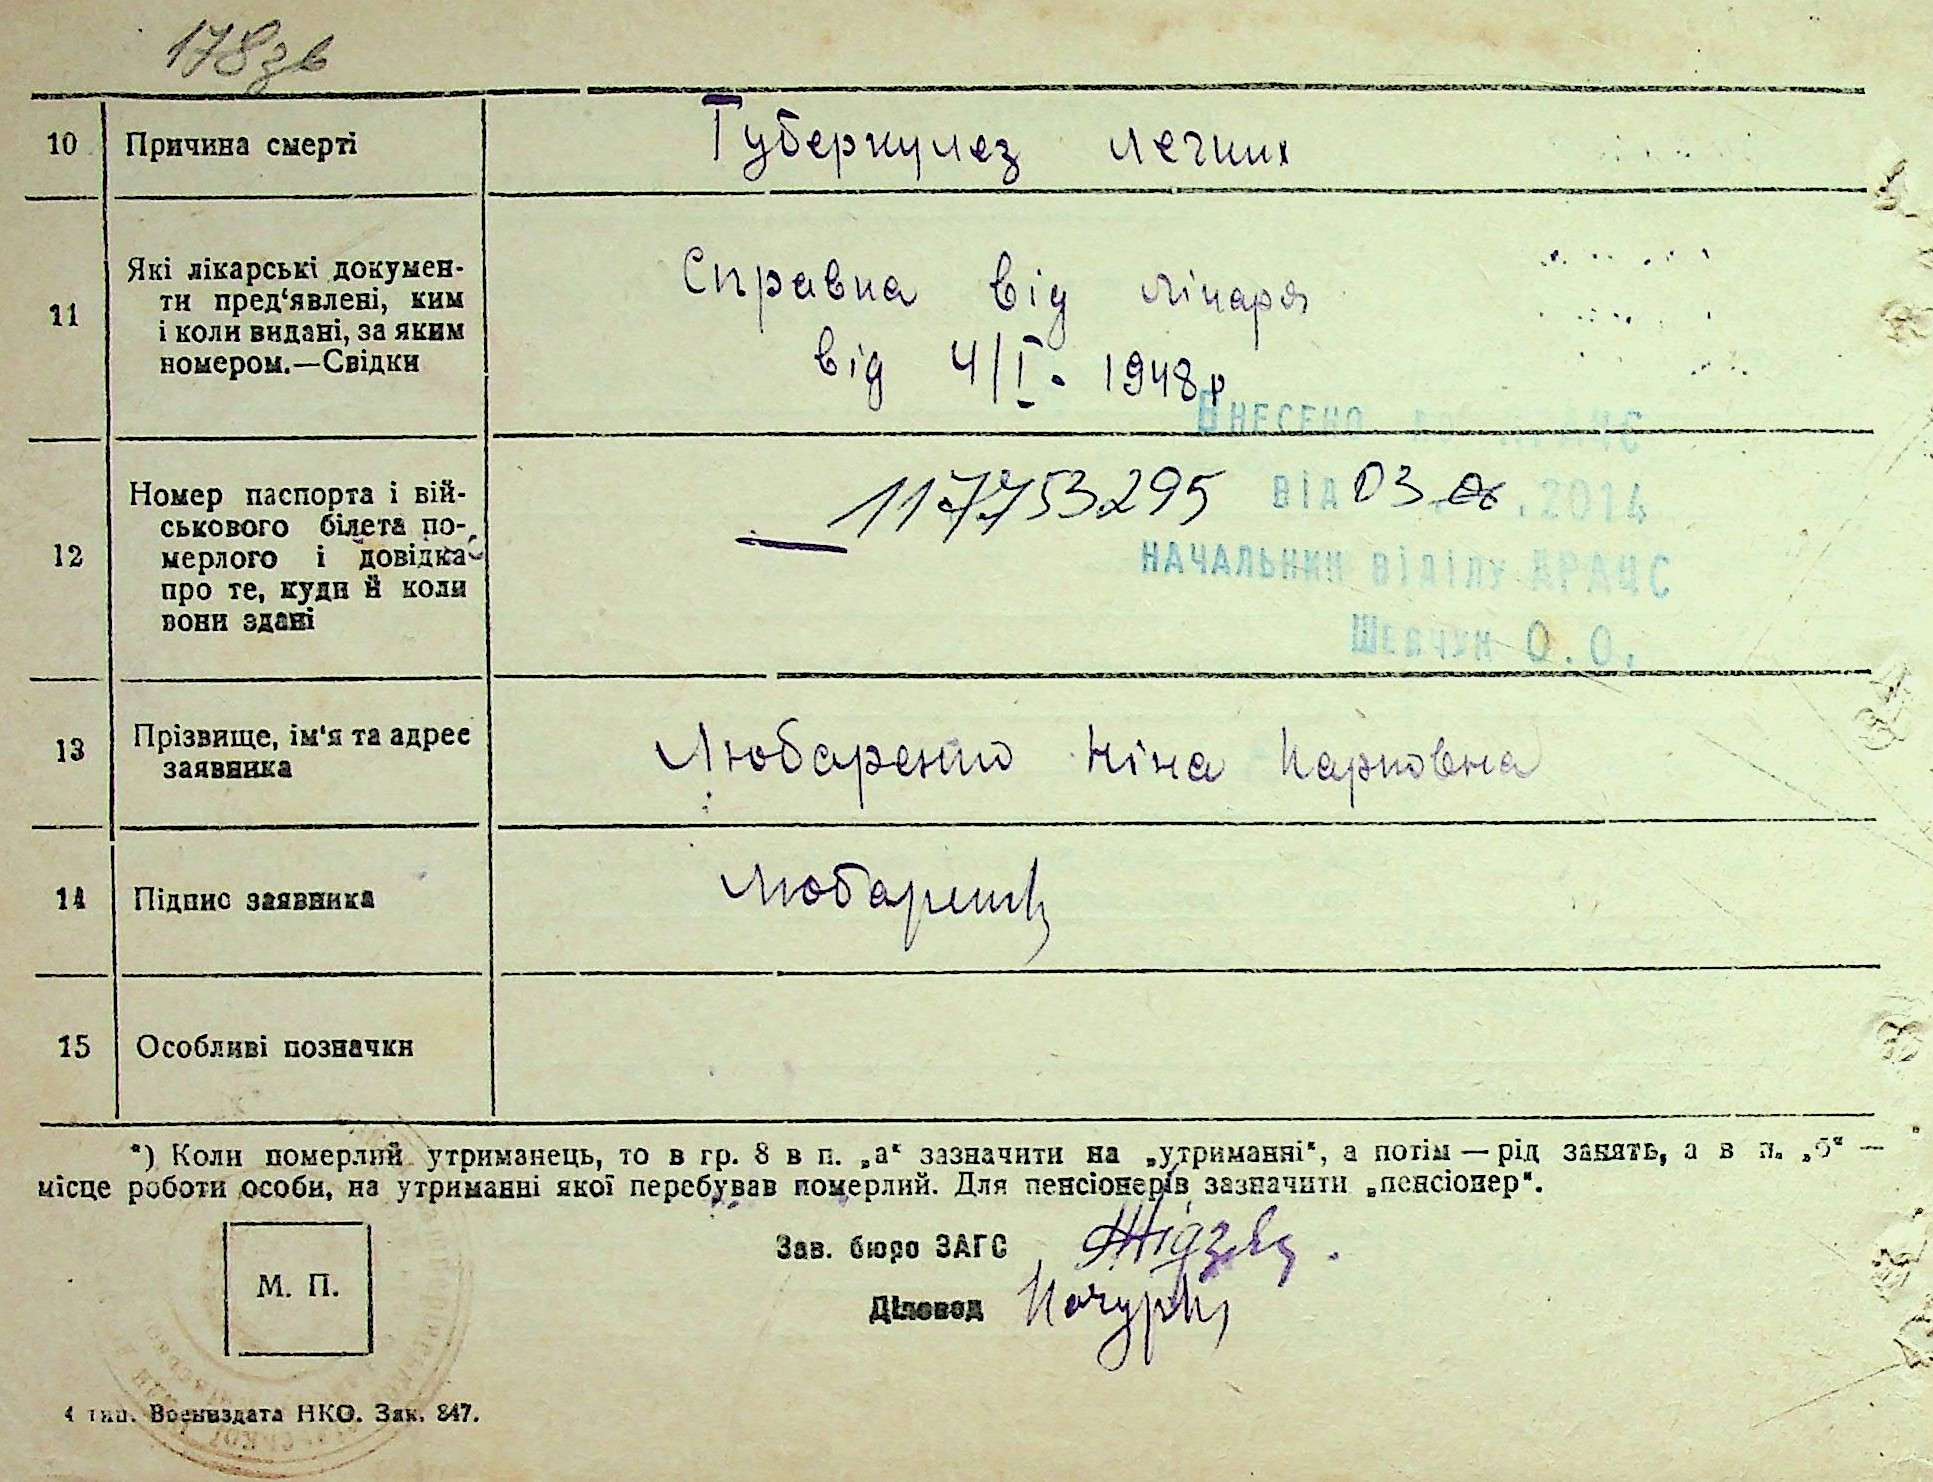 178зв
10 Причина смерті Туберкулез легких
11 Які лікарські докумен-
ти пред‘явлені, ким
і коли видані, за яким
номером.—Свідки
Справка від лікаря
від 4/I. 1948р
Внесено
12 Номер паспорта і вій-
ськового білета по-
мерлого і довідка
про те, куди й коли
вони здані
— 117753295 від 03 .2014
начальник відділу ДРАЦС
Шевчук О.О.
13 Прізвище, ім‘я та адрес
заявника
Любаренко Ніна Карповна
14 Підпис заявника
15 Особливі позначки
*) Коли померлий утриманець, то в гр. 8 в п. „а“ зазначити на „утриманні“, а потім — рід занять, а в п. „б“ —
місце роботи особи, на утриманні якої перебував померлий. Для пенсіонерів зазначити „пенсіонер“.
Зав. бюро ЗАГС
М. П.
Діловод
4 тип. Воениздата НКО. Зак. 847.